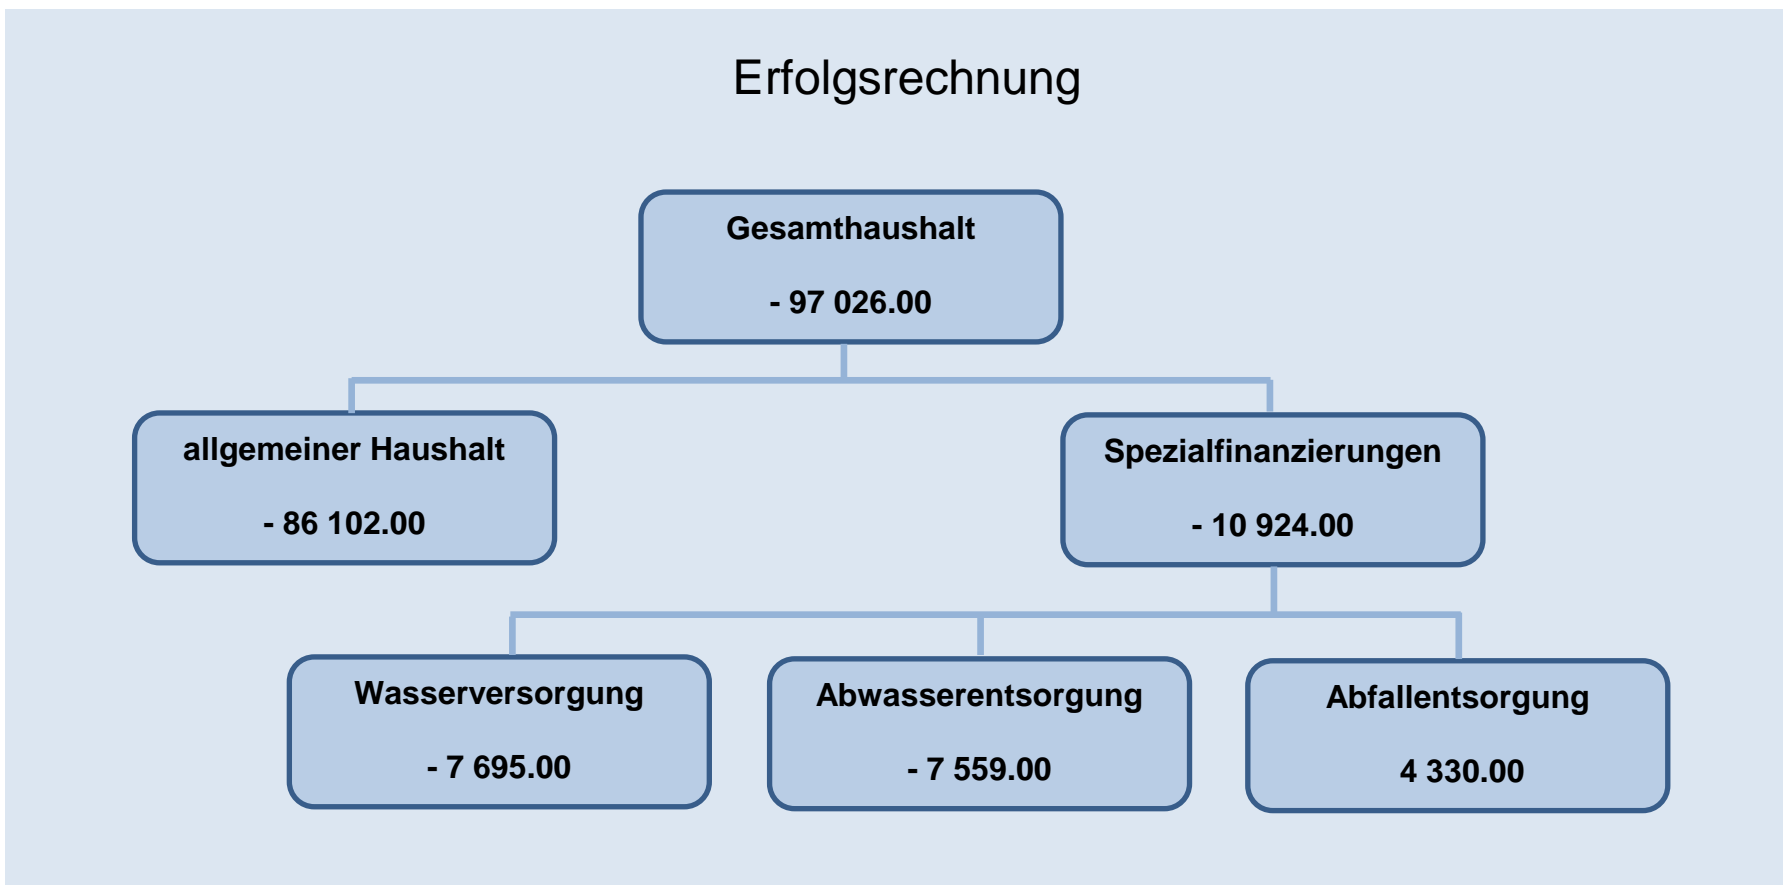 Erfolgsrechnung
Gesamthaushalt
- 97 026.00
allgemeiner Haushalt
- 86 102.00
Spezialfinanzierungen
- 10 924.00
Wasserversorgung
- 7 695.00
Abwasserentsorgung
- 7 559.00
Abfallentsorgung
4 330.00